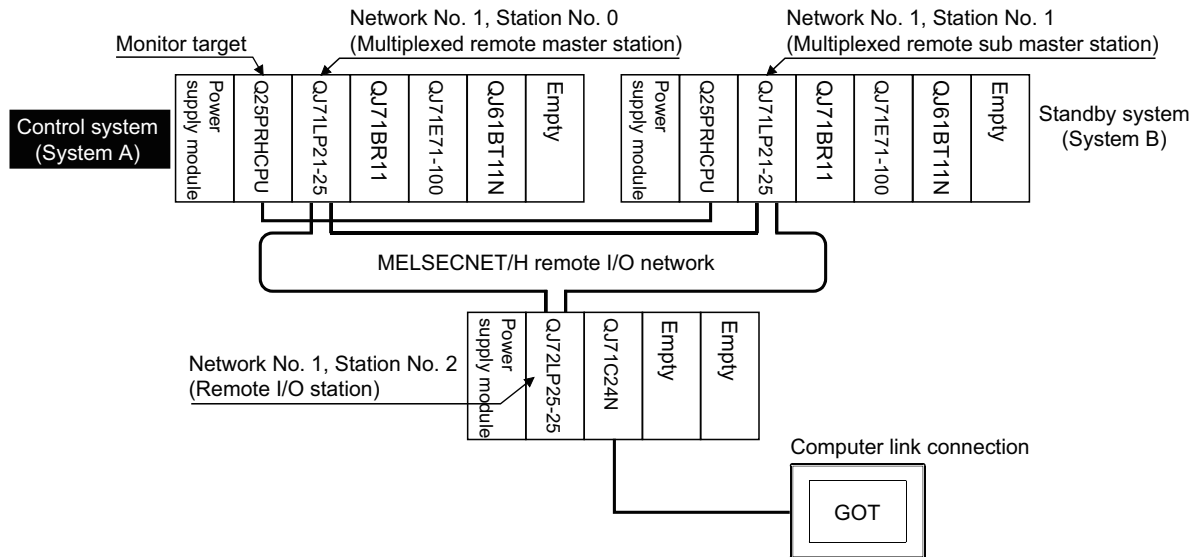 Network No. 1, Station No. 0
(Multiplexed remote master station)
Network No. 1, Station No. 1
(Multiplexed remote sub master station)
Monitor target
Control system
(System A)
Power
supply module
Q25PRHCPU
QJ71LP21-25
QJ71BR11
QJ71E71-100
QJ61BT11N
Empty
Power
supply module
Q25PRHCPU
QJ71LP21-25
QJ71BR11
QJ71E71-100
QJ61BT11N
Empty
Standby system
(System B)
MELSECNET/H remote I/O network
Network No. 1, Station No. 2
(Remote I/O station)
Power
supply module
QJ72LP25-25
QJ71C24N
Empty
Empty
Computer link connection
GOT